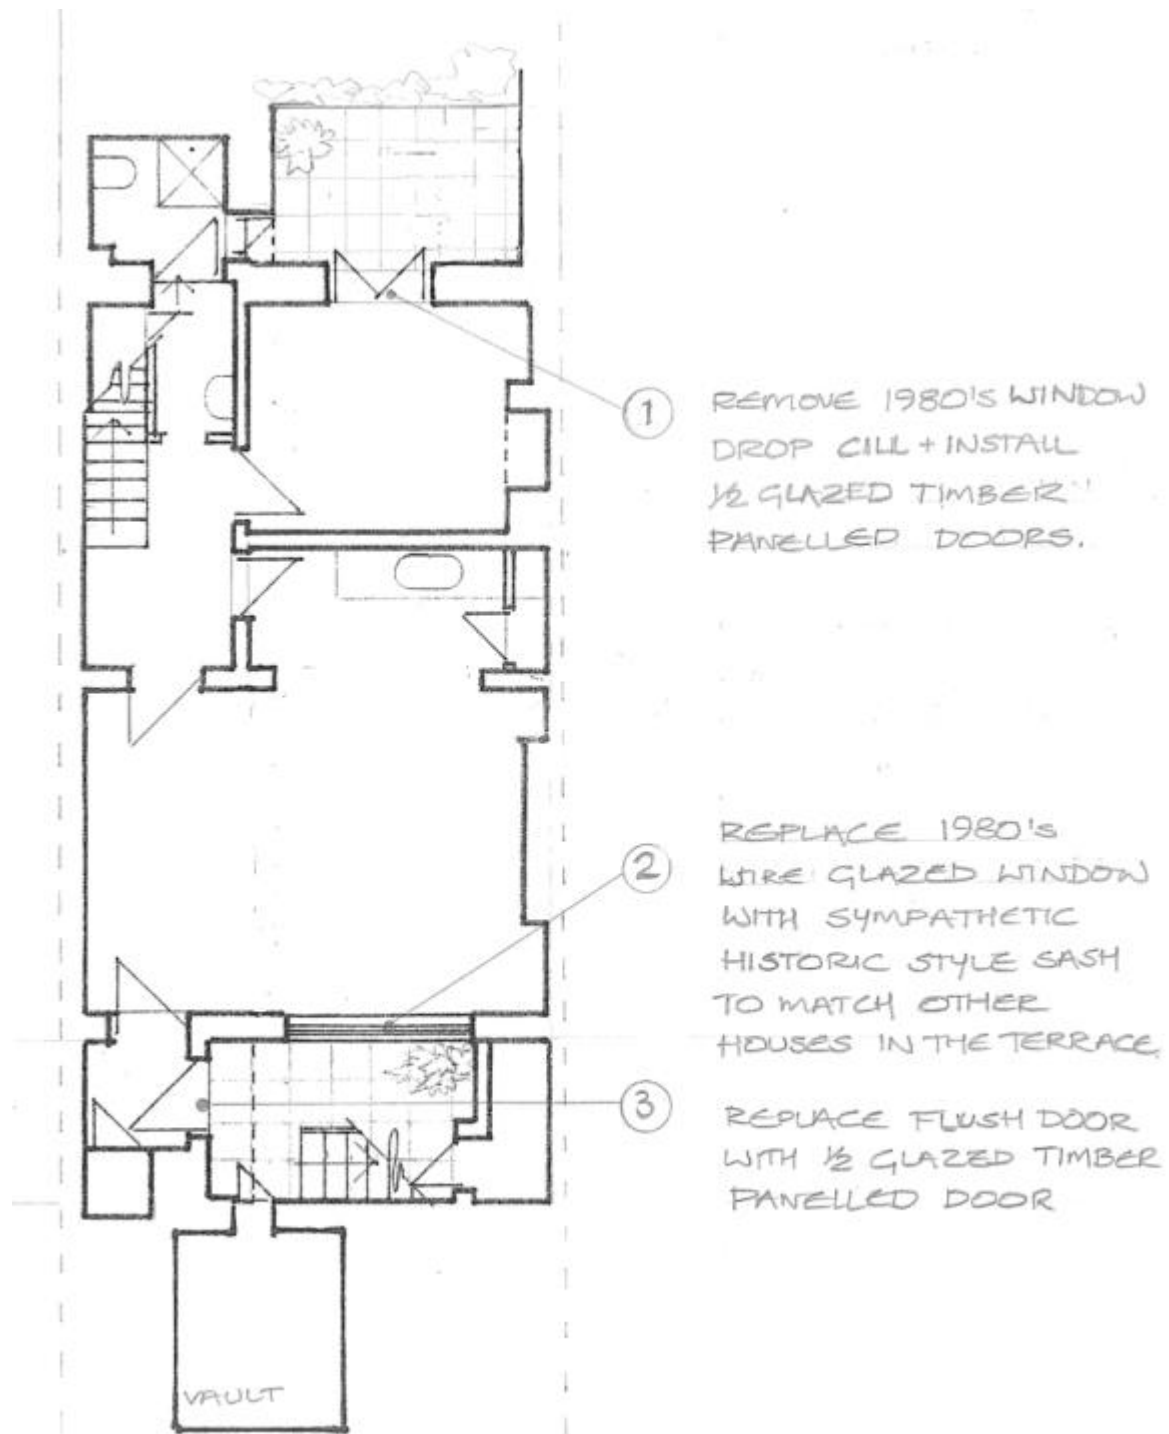 1
REMOVE 1980'S WINDOW
DROP CILL + INSTALL
½ GLAZED TIMBER
PANELLED DOORS.
2
REPLACE 1980's
WIRE GLAZED WINDOW
WITH SYMPATHETIC
HISTORIC STYLE SASH
TO MATCH OTHER
HOUSES IN THE TERRACE.
3
REPLACE FLUSH DOOR
WITH ½ GLAZED TIMBER
PANELLED DOOR
VAULT